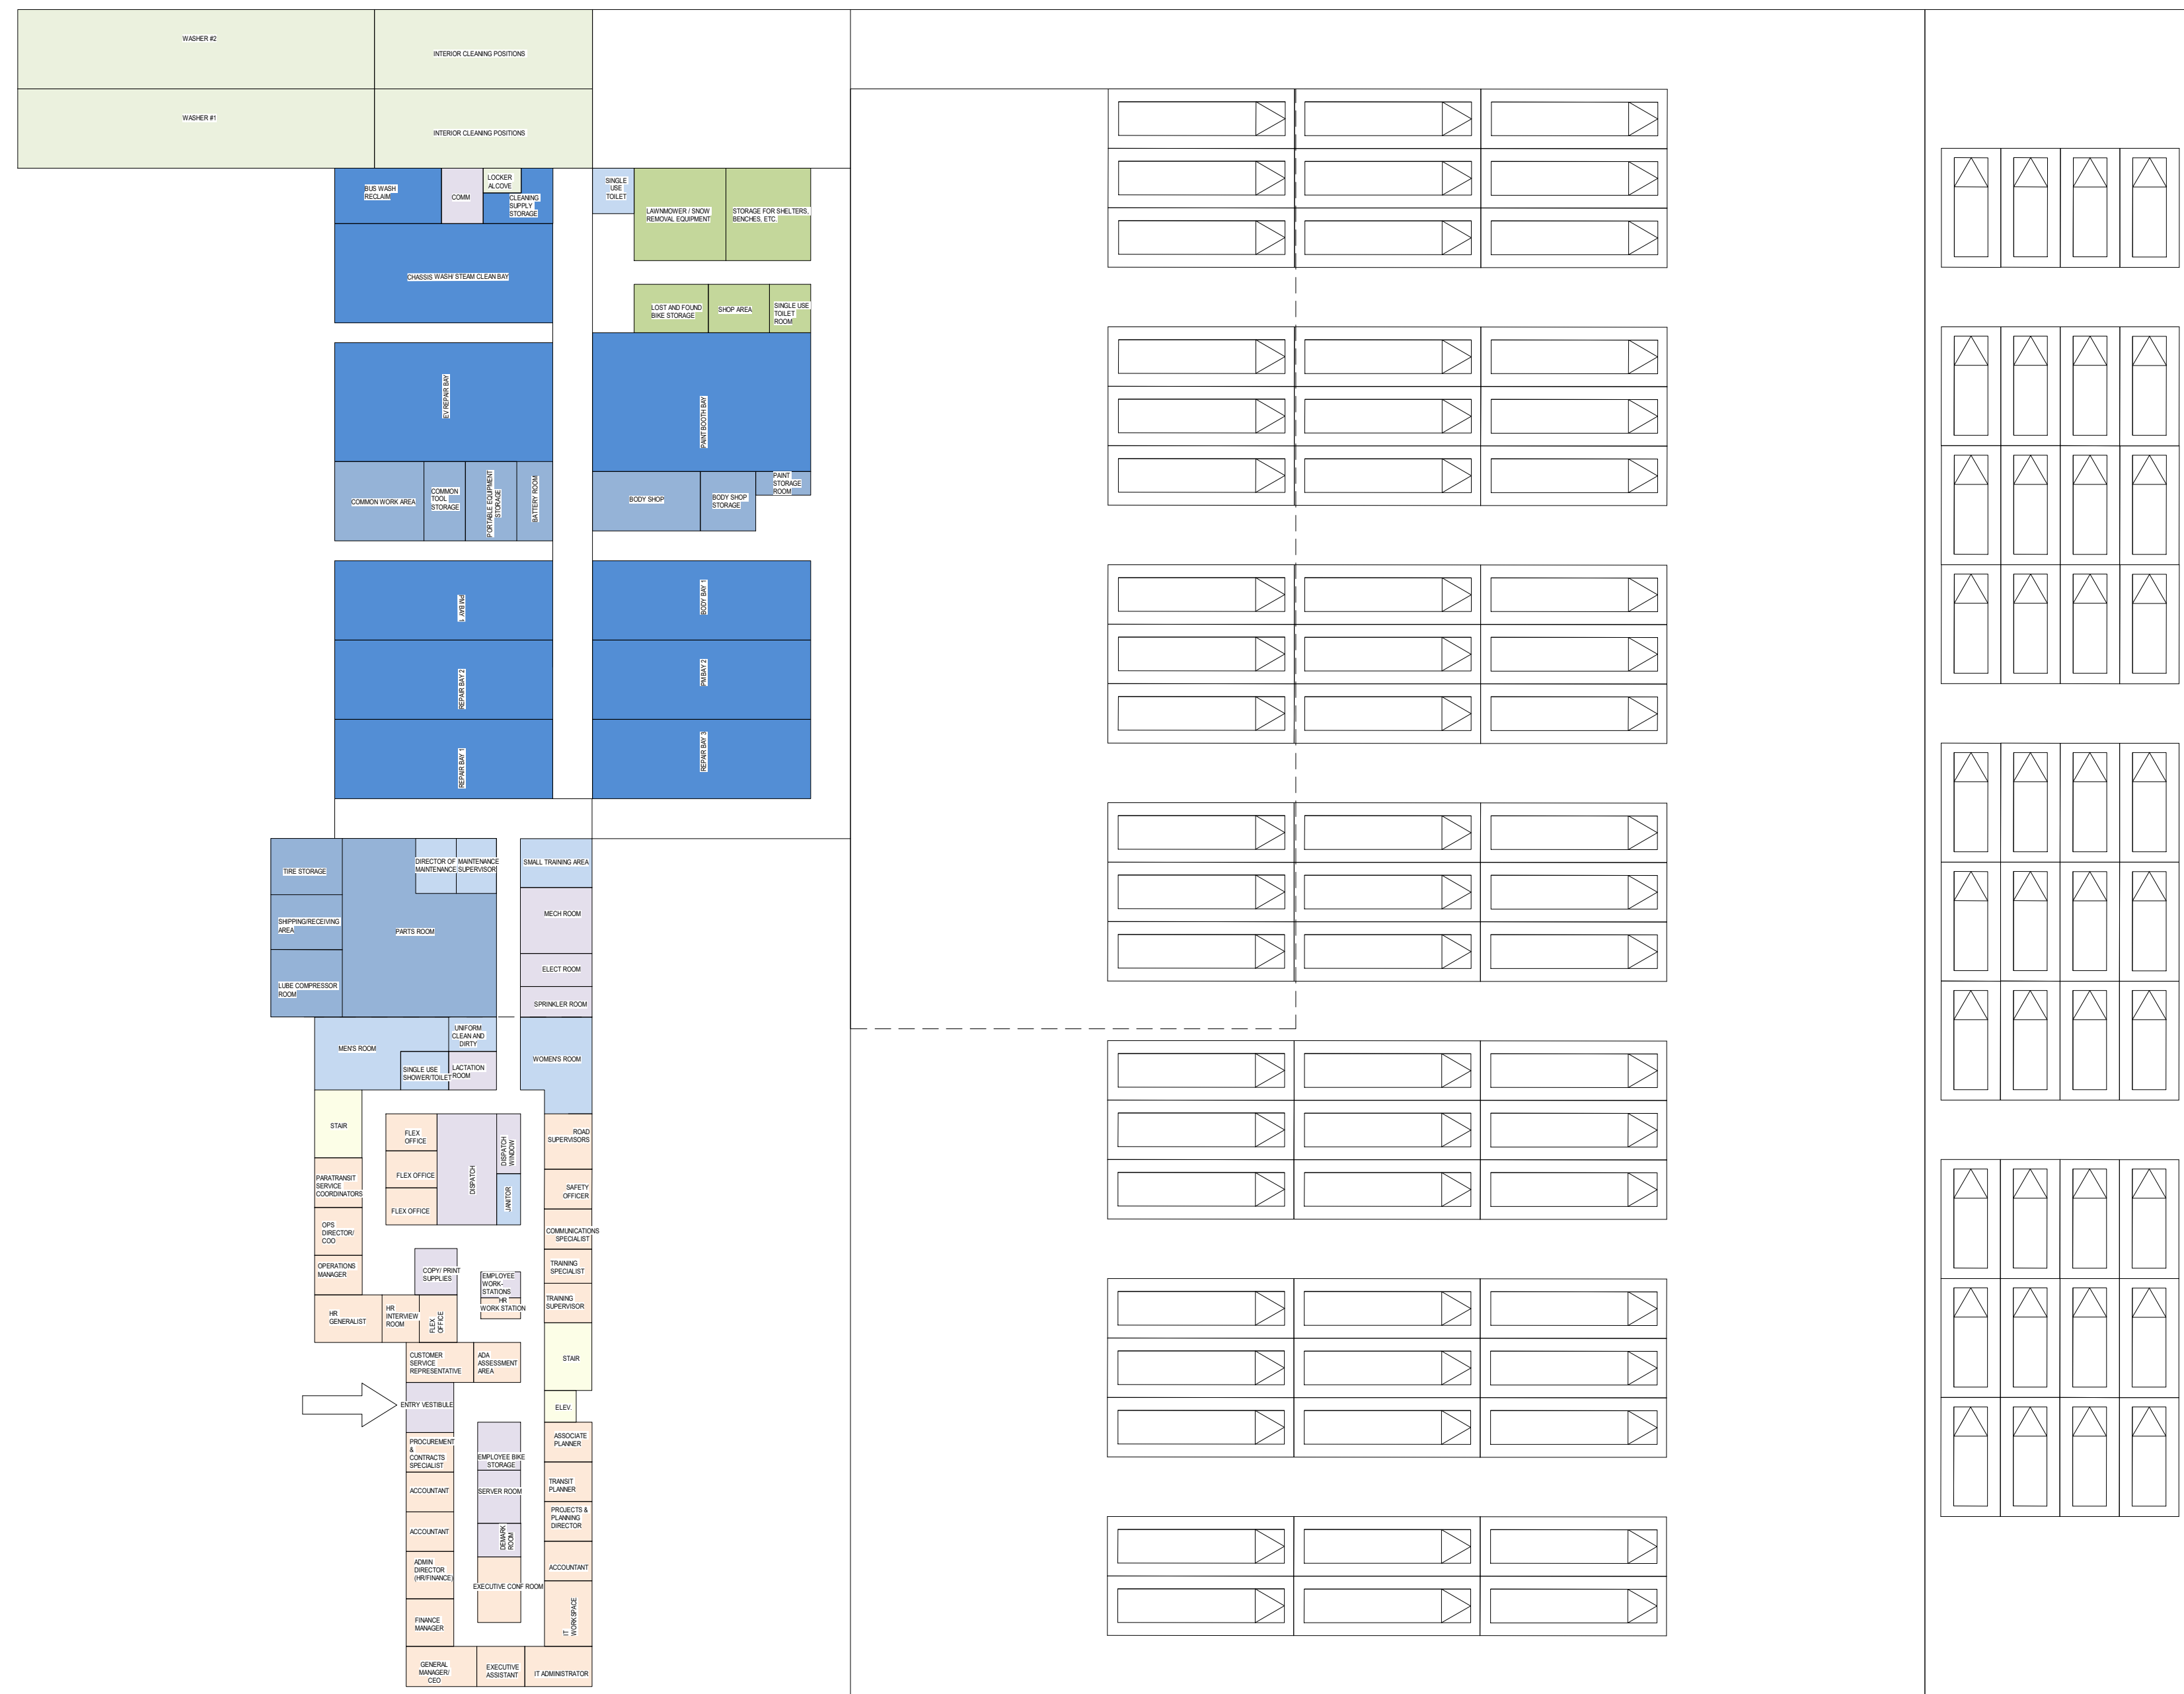 WASHER #2
INTERIOR CLEANING POSITIONS
WASHER #1
INTERIOR CLEANING POSITIONS
BUS WASH
RECLAIM
COMM
LOCKER
ALCOVE
CLEANING
SUPPLY
STORAGE
SINGLE
USE
TOILET
LAWNMOWER / SNOW
REMOVAL EQUIPMENT
STORAGE FOR SHELTERS,
BENCHES, ETC.
CHASSIS WASH/ STEAM CLEAN BAY
LOST AND FOUND
BIKE STORAGE
SHOP AREA
SINGLE USE
TOILET
ROOM
EV REPAIR BAY
PAINT BOOTH BAY
COMMON WORK AREA
COMMON
TOOL
STORAGE
PORTABLE EQUIPMENT
STORAGE
BATTERY ROOM
BODY SHOP
BODY SHOP
STORAGE
PAINT
STORAGE
ROOM
PM BAY 1
BODY BAY 1
REPAIR BAY 2
PM BAY 2
REPAIR BAY 1
REPAIR BAY 3
TIRE STORAGE
DIRECTOR OF
MAINTENANCE
MAINTENANCE
SUPERVISOR
SMALL TRAINING AREA
SHIPPING/RECEIVING
AREA
PARTS ROOM
MECH ROOM
LUBE COMPRESSOR
ROOM
ELECT ROOM
SPRINKLER ROOM
MEN'S ROOM
UNIFORM
CLEAN AND
DIRTY
SINGLE USE
SHOWER/TOILET
LACTATION
ROOM
WOMEN'S ROOM
STAIR
FLEX
OFFICE
FLEX OFFICE
FLEX OFFICE
DISPATCH
DISPATCH
WINDOW
JANITOR
ROAD
SUPERVISORS
PARATRANSIT
SERVICE
COORDINATORS
SAFETY
OFFICER
OPS
DIRECTOR/
COO
COMMUNICATIONS
SPECIALIST
OPERATIONS
MANAGER
COPY/ PRINT
SUPPLIES
EMPLOYEE
WORK-
STATIONS
HR
WORK STATION
TRAINING
SPECIALIST
TRAINING
SUPERVISOR
HR
GENERALIST
HR
INTERVIEW
ROOM
FLEX
OFFICE
CUSTOMER
SERVICE
REPRESENTATIVE
ADA
ASSESSMENT
AREA
STAIR
ENTRY VESTIBULE
ELEV.
PROCUREMENT
&
CONTRACTS
SPECIALIST
EMPLOYEE BIKE
STORAGE
ASSOCIATE
PLANNER
ACCOUNTANT
SERVER ROOM
TRANSIT
PLANNER
ACCOUNTANT
DEMARK
ROOM
PROJECTS &
PLANNING
DIRECTOR
ADMIN
DIRECTOR
(HR/FINANCE)
EXECUTIVE CONF ROOM
ACCOUNTANT
FINANCE
MANAGER
IT
WORKSPACE
GENERAL
MANAGER/
CEO
EXECUTIVE
ASSISTANT
IT ADMINISTRATOR